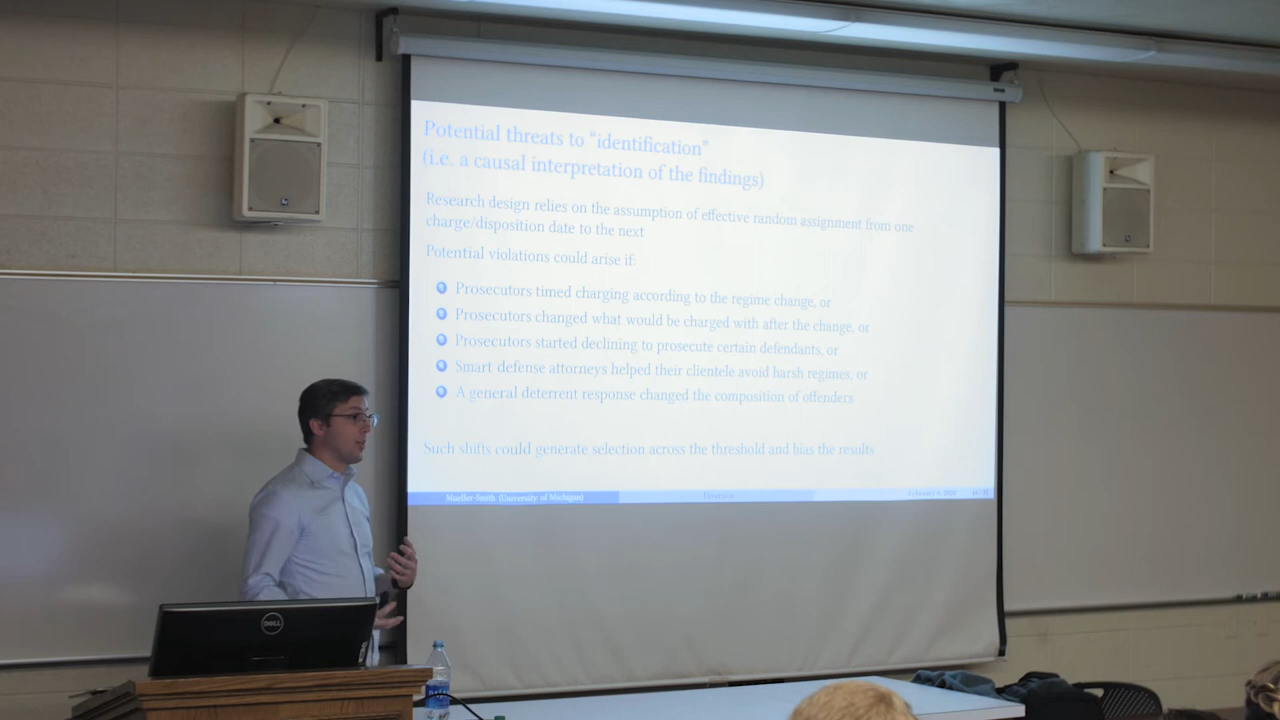 Potential threats to “identification”
(i.e. a causal interpretation of the findings)
Research design relies on the assumption of effective random assignment from one
charge/disposition date to the next
Potential violations could arise if:
Prosecutors timed charging according to the regime change, or
Prosecutors changed what would be charged with after the change, or
Prosecutors started declining to prosecute certain defendants, or
Smart defense attorneys helped their clientele avoid harsh regimes, or
A general deterrent response changed the composition of offenders
Such shifts could generate selection across the threshold and bias the results
Mueller-Smith (University of Michigan)
Diversion
DELL